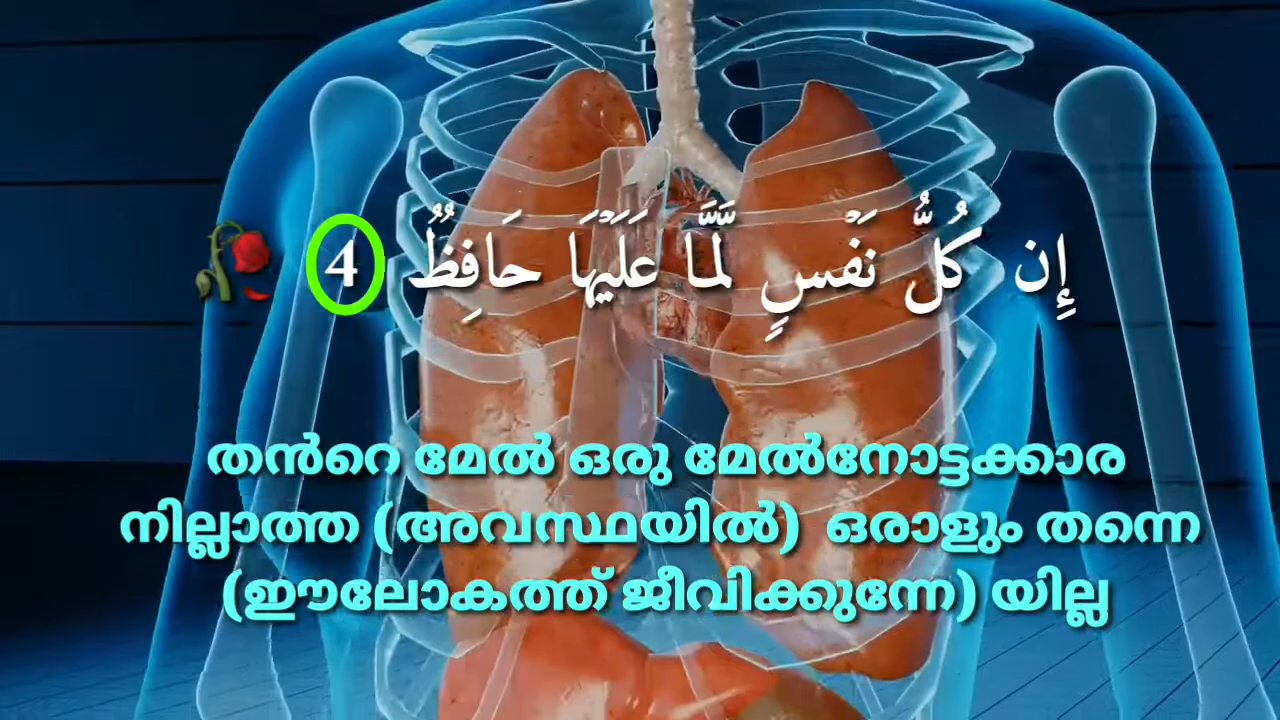 إِن كُلُّ نَفْسٍ لَّمَّا عَلَيْهَا حَافِظٌ 4
തൻറെ മേൽ ഒരു മേൽനോട്ടക്കാര
നില്ലാത്ത (അവസ്ഥയിൽ) ഒരാളും തന്നെ
(ഈലോകത്ത് ജീവിക്കുന്നേ) യില്ല